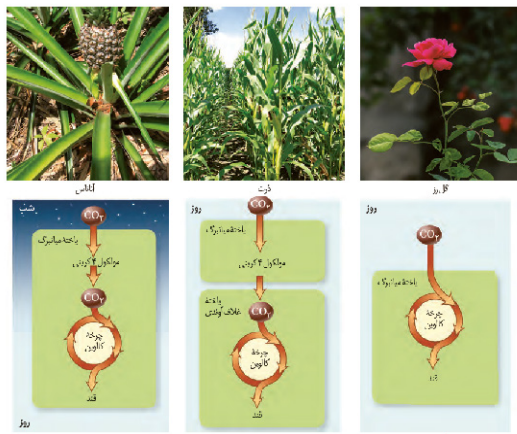 گل رز
ذرت
آناناس
روز
CO۲
یاختهٔ میانبرگ
چرخهٔ
کالوین
قند
روز
CO۲
یاختهٔ میانبرگ
مولکول ۴ کربنی
یاختهٔ
غلاف آوندی
CO۲
چرخهٔ
کالوین
قند
شب
CO۲
یاختهٔ میانبرگ
مولکول ۴ کربنی
CO۲
چرخهٔ
کالوین
قند
روز